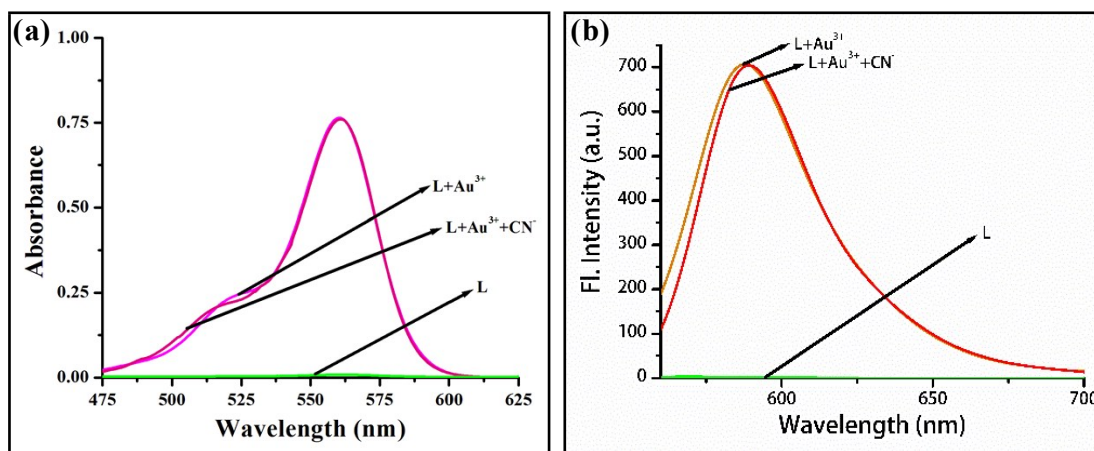 (a)
Absorbance
1.00
0.75
0.50
0.25
0.00
L+Au³⁺
L+Au³⁺+CN⁻
L
475 500 525 550 575 600 625
Wavelength (nm)
(b)
Fl. Intensity (a.u.)
700
600
500
400
300
200
100
0
L+Au³⁺
L+Au³⁺+CN⁻
L
600 650 700
Wavelength (nm)